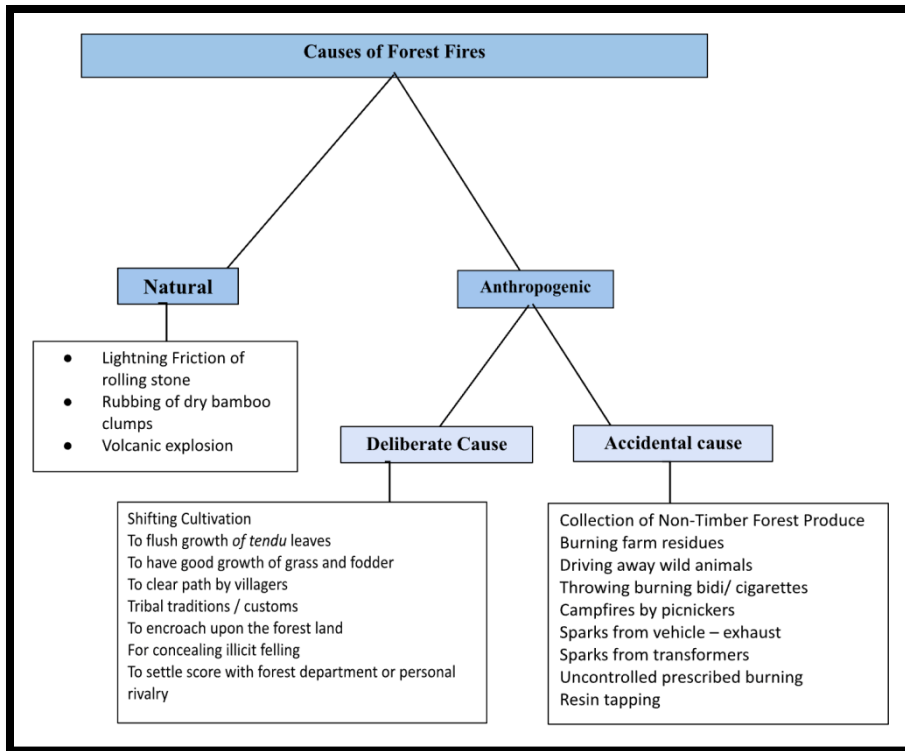 Causes of Forest Fires
Natural
Anthropogenic
● Lightning Friction of
rolling stone
● Rubbing of dry bamboo
clumps
● Volcanic explosion
Deliberate Cause
Accidental cause
Shifting Cultivation
To flush growth of tendu leaves
To have good growth of grass and fodder
To clear path by villagers
Tribal traditions / customs
To encroach upon the forest land
For concealing illicit felling
To settle score with forest department or personal
rivalry
Collection of Non-Timber Forest Produce
Burning farm residues
Driving away wild animals
Throwing burning bidi/ cigarettes
Campfires by picnickers
Sparks from vehicle – exhaust
Sparks from transformers
Uncontrolled prescribed burning
Resin tapping